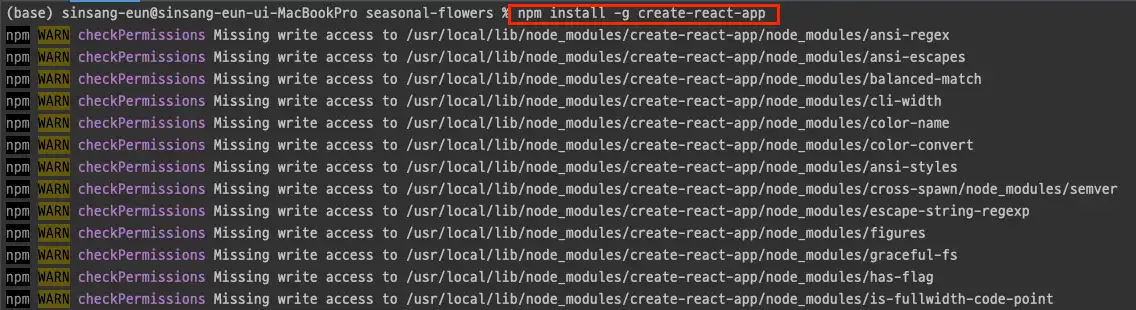 (base) sinsang-eun@sinsang-eun-ui-MacBookPro seasonal-flowers % npm install -g create-react-app
npm WARN checkPermissions Missing write access to /usr/local/lib/node_modules/create-react-app/node_modules/ansi-regex
npm WARN checkPermissions Missing write access to /usr/local/lib/node_modules/create-react-app/node_modules/ansi-escapes
npm WARN checkPermissions Missing write access to /usr/local/lib/node_modules/create-react-app/node_modules/balanced-match
npm WARN checkPermissions Missing write access to /usr/local/lib/node_modules/create-react-app/node_modules/cli-width
npm WARN checkPermissions Missing write access to /usr/local/lib/node_modules/create-react-app/node_modules/color-name
npm WARN checkPermissions Missing write access to /usr/local/lib/node_modules/create-react-app/node_modules/color-convert
npm WARN checkPermissions Missing write access to /usr/local/lib/node_modules/create-react-app/node_modules/ansi-styles
npm WARN checkPermissions Missing write access to /usr/local/lib/node_modules/create-react-app/node_modules/cross-spawn/node_modules/semver
npm WARN checkPermissions Missing write access to /usr/local/lib/node_modules/create-react-app/node_modules/escape-string-regexp
npm WARN checkPermissions Missing write access to /usr/local/lib/node_modules/create-react-app/node_modules/figures
npm WARN checkPermissions Missing write access to /usr/local/lib/node_modules/create-react-app/node_modules/graceful-fs
npm WARN checkPermissions Missing write access to /usr/local/lib/node_modules/create-react-app/node_modules/has-flag
npm WARN checkPermissions Missing write access to /usr/local/lib/node_modules/create-react-app/node_modules/is-fullwidth-code-point